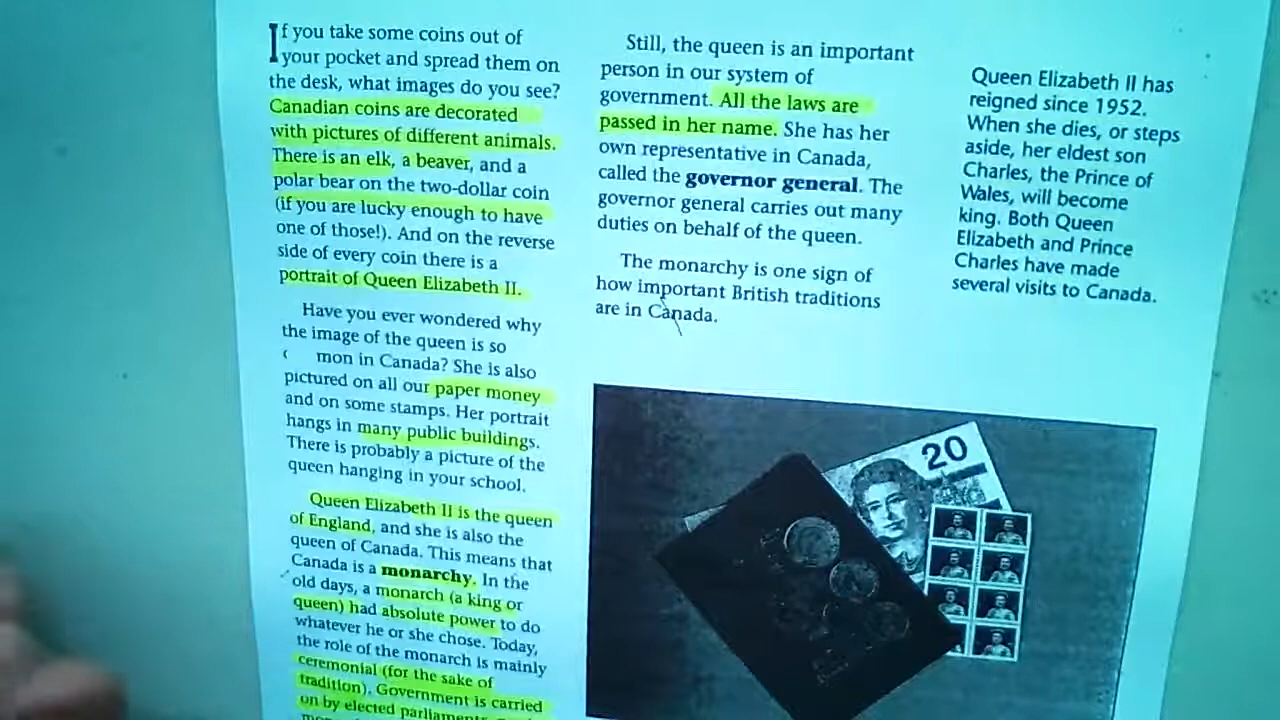 If you take some coins out of
your pocket and spread them on
the desk, what images do you see?
Canadian coins are decorated
with pictures of different animals.
There is an elk, a beaver, and a
polar bear on the two-dollar coin
(if you are lucky enough to have
one of those!). And on the reverse
side of every coin there is a
portrait of Queen Elizabeth II.
Have you ever wondered why
the image of the queen is so
mon in Canada? She is also
pictured on all our paper money
and on some stamps. Her portrait
hangs in many public buildings.
There is probably a picture of the
queen hanging in your school.
Queen Elizabeth II is the queen
of England, and she is also the
queen of Canada. This means that
Canada is a monarchy. In the
old days, a monarch (a king or
queen) had absolute power to do
whatever he or she chose. Today,
the role of the monarch is mainly
ceremonial (for the sake of
tradition). Government is carried
on by elected parliaments.
Still, the queen is an important
person in our system of
government. All the laws are
passed in her name. She has her
own representative in Canada,
called the governor general. The
governor general carries out many
duties on behalf of the queen.
The monarchy is one sign of
how important British traditions
are in Canada.
Queen Elizabeth II has
reigned since 1952.
When she dies, or steps
aside, her eldest son
Charles, the Prince of
Wales, will become
king. Both Queen
Elizabeth and Prince
Charles have made
several visits to Canada.
20